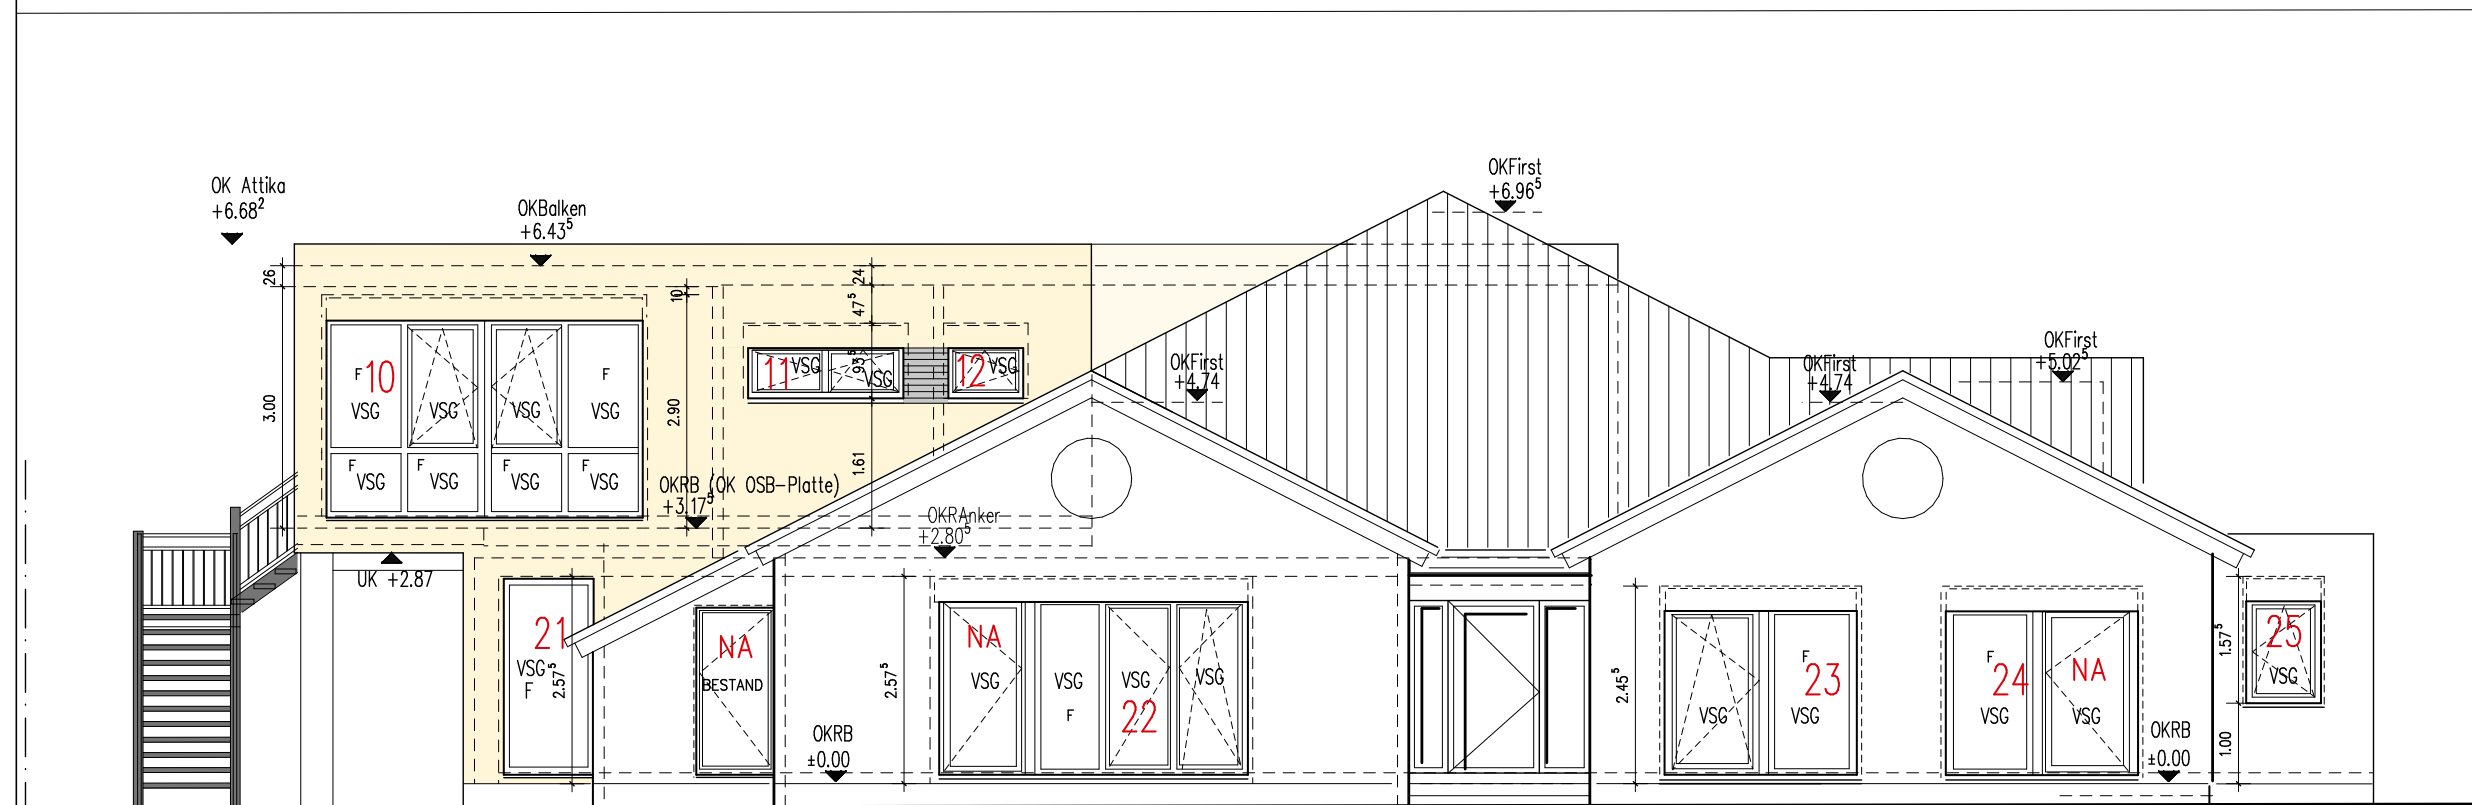 OKFirst
+6.96⁵
OK Attika
+6.68²
OKBalken
+6.43⁵
26
24
10
47⁵
OKFirst
+5.02⁵
OKFirst
+4.74
OKFirst
+4.74
F
10
VSG
VSG
VSG
F
VSG
11
VSG
93⁵
VSG
12
VSG
3.00
2.90
1.61
F
VSG
F
VSG
F
VSG
F
VSG
OKRB (OK OSB-Platte)
+3.17⁵
OKRAnker
+2.80⁵
UK +2.87
21
VSG
F
2.57⁵
NA
BESTAND
2.57⁵
NA
VSG
VSG
F
VSG
22
VSG
2.45⁵
VSG
F
23
VSG
F
24
VSG
NA
VSG
1.57⁵
25
VSG
1.00
OKRB
±0.00
OKRB
±0.00